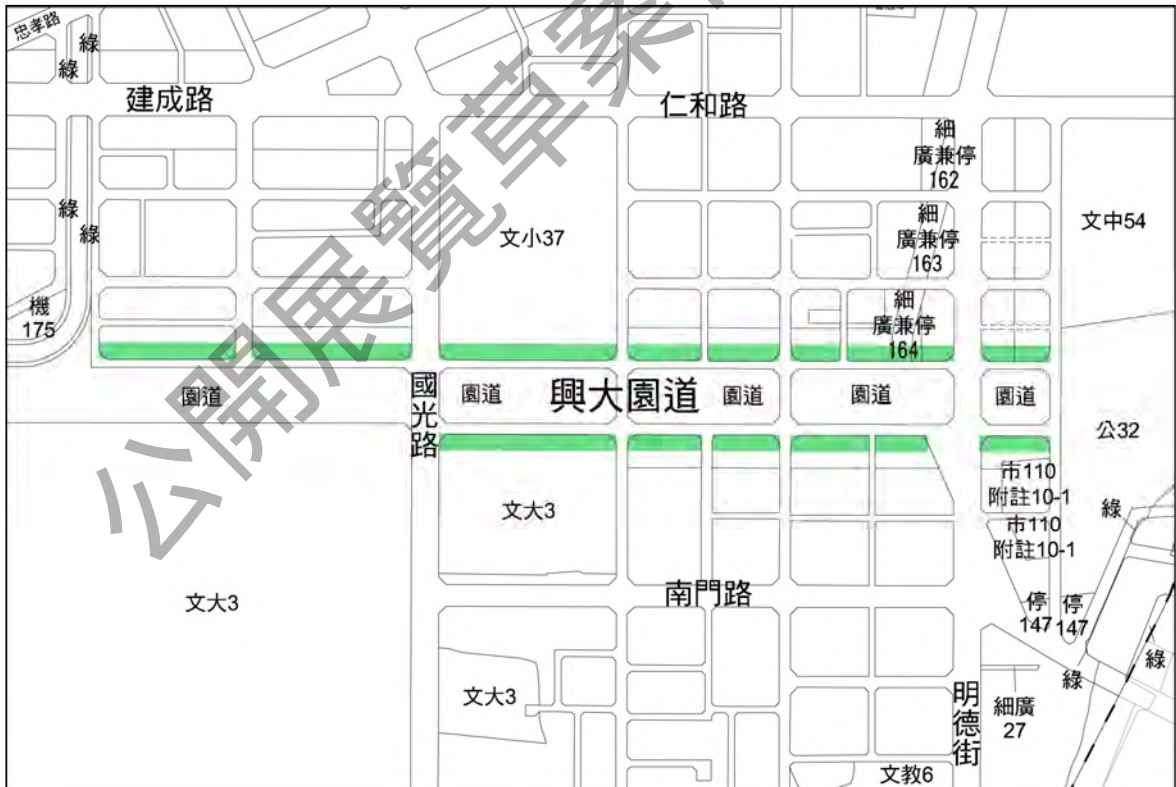 忠孝路
綠
綠
建成路
仁和路
細
廣兼停
162
綠
綠
文小37
細
廣兼停
163
文中54
機
175
細
廣兼停
164
園道
國光路
園道
興大園道
園道
園道
園道
公32
市110
附註10-1
綠
文大3
市110
附註10-1
文大3
南門路
停
147
停
147
綠
綠
文大3
明德街
細廣
27
文教6
公開展覽草案